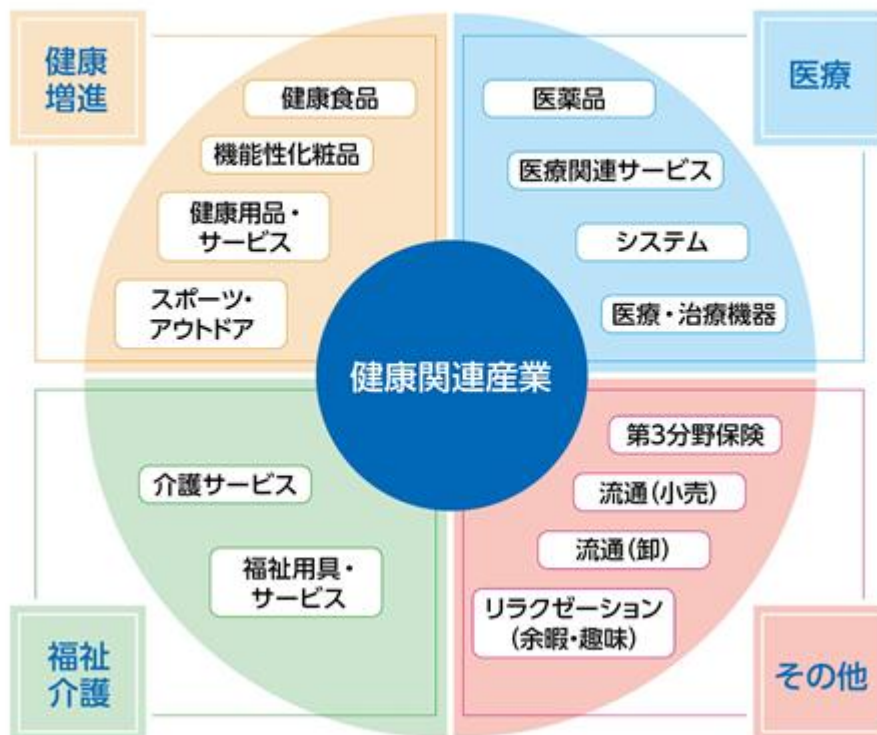 健康
増進
健康食品
機能性化粧品
健康用品・
サービス
スポーツ・
アウトドア
医療
医薬品
医療関連サービス
システム
医療・治療機器
健康関連産業
介護サービス
福祉用具・
サービス
福祉
介護
第3分野保険
流通(小売)
流通(卸)
リラクゼーション
(余暇・趣味)
その他